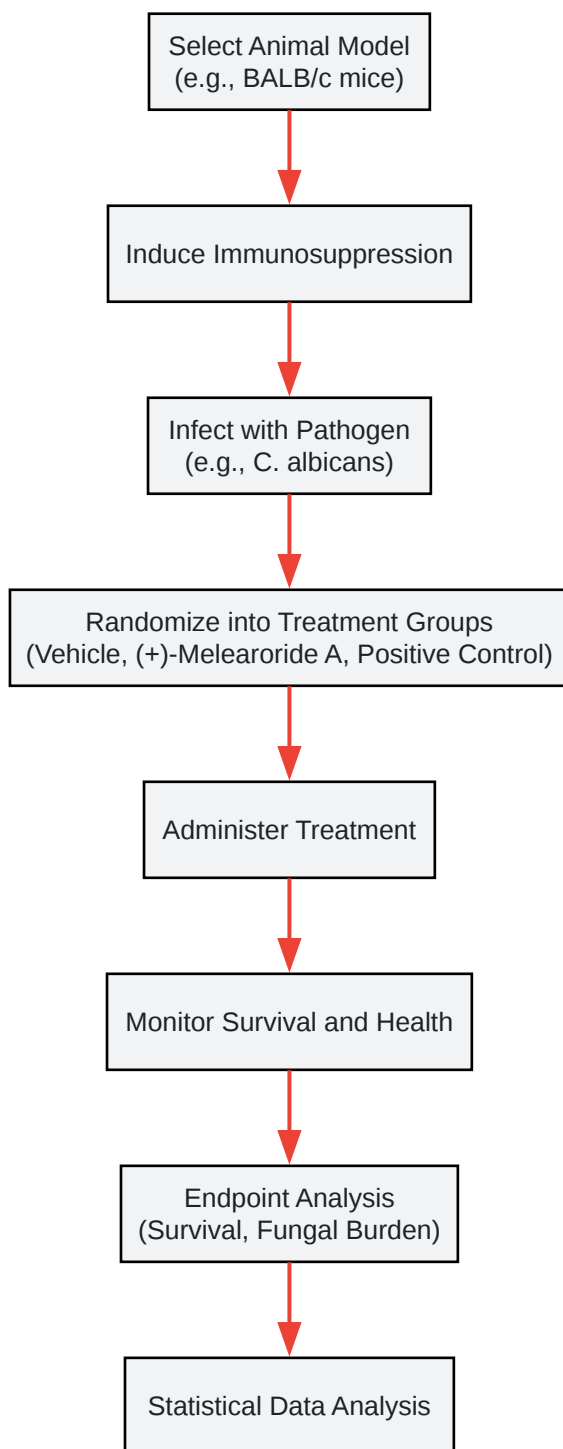 Select Animal Model
(e.g., BALB/c mice)
Induce Immunosuppression
Infect with Pathogen
(e.g., C. albicans)
Randomize into Treatment Groups
(Vehicle, (+)-Melearoride A, Positive Control)
Administer Treatment
Monitor Survival and Health
Endpoint Analysis
(Survival, Fungal Burden)
Statistical Data Analysis